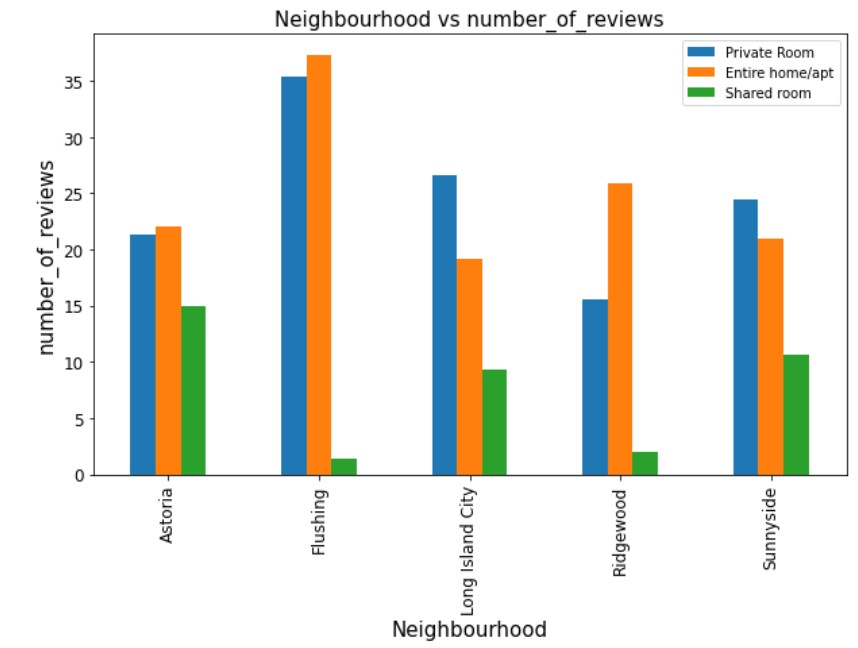 Neighbourhood vs number_of_reviews
Private Room
Entire home/apt
Shared room
number_of_reviews
35
30
25
20
15
10
5
0
Astoria
Flushing
Long Island City
Ridgewood
Sunnyside
Neighbourhood